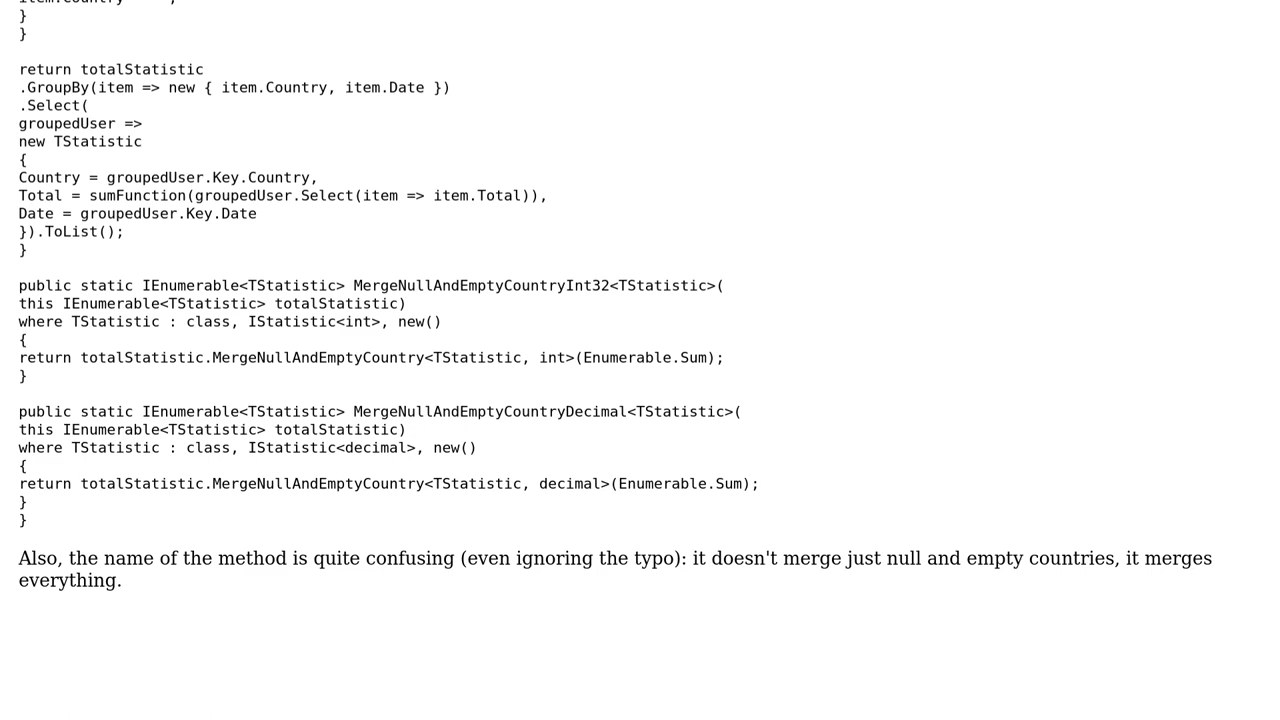 }
}
return totalStatistic
.GroupBy(item => new { item.Country, item.Date })
.Select(
groupedUser =>
new TStatistic
{
Country = groupedUser.Key.Country,
Total = sumFunction(groupedUser.Select(item => item.Total)),
Date = groupedUser.Key.Date
}).ToList();
}
public static IEnumerable<TStatistic> MergeNullAndEmptyCountryInt32<TStatistic>(
this IEnumerable<TStatistic> totalStatistic)
where TStatistic : class, IStatistic<int>, new()
{
return totalStatistic.MergeNullAndEmptyCountry<TStatistic, int>(Enumerable.Sum);
}
public static IEnumerable<TStatistic> MergeNullAndEmptyCountryDecimal<TStatistic>(
this IEnumerable<TStatistic> totalStatistic)
where TStatistic : class, IStatistic<decimal>, new()
{
return totalStatistic.MergeNullAndEmptyCountry<TStatistic, decimal>(Enumerable.Sum);
}
}
Also, the name of the method is quite confusing (even ignoring the typo): it doesn't merge just null and empty countries, it merges
everything.